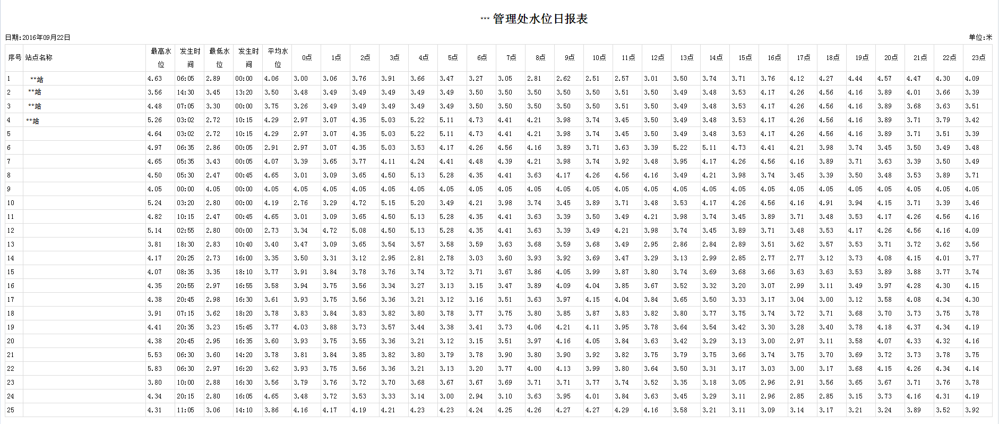 *** 管理处水位日报表
日期:2016年09月22日 单位:米
序号 站点名称 最高水位 发生时间 最低水位 发生时间 平均水位 0点 1点 2点 3点 4点 5点 6点 7点 8点 9点 10点 11点 12点 13点 14点 15点 16点 17点 18点 19点 20点 21点 22点 23点
1 **站 4.63 06:05 2.89 00:00 4.06 3.00 3.06 3.76 3.91 3.66 3.47 3.27 3.05 2.81 2.62 2.51 2.57 3.01 3.50 3.74 3.71 3.76 4.12 4.27 4.44 4.57 4.47 4.30 4.09
2 **站 3.56 14:30 3.45 13:20 3.50 3.48 3.49 3.49 3.49 3.49 3.49 3.50 3.50 3.50 3.50 3.50 3.51 3.50 3.49 3.48 3.53 4.17 4.26 4.56 4.16 3.89 4.01 3.66 3.39
3 **站 4.48 07:05 3.30 00:00 3.75 3.26 3.49 3.49 3.49 3.49 3.49 3.50 3.50 3.50 3.50 3.50 3.51 3.50 3.49 3.48 3.53 4.17 4.26 4.56 4.16 3.89 3.68 3.63 3.51
4 **站 5.26 03:02 2.72 10:15 4.29 2.97 3.07 4.35 5.03 5.22 5.11 4.73 4.41 4.21 3.98 3.74 3.45 3.50 3.49 3.48 3.53 4.17 4.26 4.56 4.16 3.89 3.71 3.79 3.42
5 4.64 03:02 2.72 10:15 4.29 2.97 3.07 4.35 5.03 5.22 5.11 4.73 4.41 4.21 3.98 3.74 3.45 3.50 3.49 3.48 3.53 4.17 4.26 4.56 4.16 3.89 3.71 3.51 3.39
6 4.97 06:35 2.86 00:05 2.91 2.97 3.07 4.35 5.03 3.53 4.17 4.26 4.56 4.16 3.89 3.71 3.63 3.39 5.22 5.11 4.73 4.41 4.21 3.98 3.74 3.45 3.50 3.49 3.48
7 4.65 05:35 3.43 00:05 4.07 3.39 3.65 3.77 4.11 4.24 4.41 4.48 4.39 4.21 3.98 3.74 3.92 3.48 3.95 4.17 4.26 4.56 4.16 3.89 3.71 3.63 3.39 3.50 3.49
8 4.50 05:30 2.47 00:45 4.65 3.01 3.09 3.65 4.50 5.13 5.28 4.35 4.41 3.63 4.17 4.26 4.56 4.16 3.49 4.21 3.98 3.74 3.45 3.39 3.50 3.48 3.53 3.89 3.71
9 4.05 00:00 4.05 00:00 4.05 4.05 4.05 4.05 4.05 4.05 4.05 4.05 4.05 4.05 4.05 4.05 4.05 4.05 4.05 4.05 4.05 4.05 4.05 4.05 4.05 4.05 4.05 4.05 4.05
10 5.24 03:20 2.80 00:00 4.19 2.76 3.29 4.72 5.15 5.20 3.49 4.21 3.98 3.74 3.45 3.89 3.71 3.48 3.53 4.17 4.26 4.56 4.16 4.91 3.94 4.15 3.71 3.39 3.46
11 4.82 10:15 2.47 00:45 4.65 3.01 3.09 3.65 4.50 5.13 5.28 4.35 4.41 3.63 3.39 3.50 3.49 4.21 3.98 3.74 3.45 3.89 3.71 3.48 3.53 4.17 4.26 4.56 4.16
12 5.14 02:55 2.80 00:00 2.73 3.34 4.72 5.08 4.50 5.13 5.28 4.35 4.41 3.63 3.39 3.49 4.21 3.98 3.74 3.45 3.89 3.71 3.48 3.53 4.17 4.26 4.56 4.16 4.09
13 3.81 18:30 2.83 10:40 3.40 3.47 3.09 3.65 3.54 3.57 3.58 3.59 3.63 3.68 3.59 3.68 3.49 2.95 2.86 2.84 2.89 3.51 3.62 3.57 3.53 3.71 3.72 3.62 3.56
14 4.17 20:25 2.73 16:00 3.35 3.50 3.31 3.12 2.95 2.81 2.78 3.03 3.60 3.93 3.92 3.69 3.47 3.29 3.13 2.99 2.85 2.77 2.77 3.12 3.73 4.08 4.15 4.01 3.77
15 4.07 08:35 3.35 18:10 3.77 3.91 3.84 3.78 3.76 3.74 3.72 3.71 3.67 3.86 4.05 3.99 3.87 3.80 3.74 3.69 3.68 3.66 3.63 3.63 3.53 3.89 3.88 3.77 3.74
16 4.35 20:55 2.97 16:55 3.58 3.94 3.75 3.56 3.34 3.27 3.13 3.15 3.47 3.89 4.09 4.04 3.85 3.67 3.52 3.32 3.20 3.07 2.99 3.11 3.49 3.97 4.28 4.30 4.15
17 4.38 20:45 2.98 16:30 3.61 3.93 3.75 3.56 3.36 3.21 3.12 3.16 3.51 3.63 3.97 4.15 4.04 3.84 3.65 3.50 3.33 3.17 3.04 3.00 3.12 3.58 4.08 4.34 4.30
18 3.91 07:15 3.62 18:20 3.78 3.83 3.84 3.83 3.82 3.80 3.78 3.77 3.75 3.80 3.85 3.87 3.83 3.82 3.80 3.77 3.75 3.74 3.72 3.71 3.68 3.70 3.73 3.75 3.78
19 4.41 20:35 3.23 15:45 3.77 4.03 3.88 3.73 3.57 3.44 3.38 3.41 3.73 4.06 4.21 4.11 3.95 3.78 3.64 3.54 3.42 3.30 3.28 3.40 3.78 4.18 4.37 4.34 4.19
20 4.38 20:45 2.95 16:35 3.60 3.93 3.75 3.55 3.36 3.21 3.12 3.15 3.51 3.97 4.16 4.05 3.84 3.63 3.42 3.29 3.13 3.00 2.97 3.11 3.58 4.07 4.33 4.32 4.16
21 5.53 06:30 3.60 14:20 3.78 3.81 3.84 3.85 3.82 3.80 3.79 3.78 3.90 3.80 3.90 3.92 3.82 3.75 3.79 3.75 3.66 3.74 3.75 3.70 3.69 3.72 3.73 3.78 3.75
22 5.83 06:30 2.97 16:20 3.62 3.93 3.75 3.56 3.36 3.21 3.13 3.20 3.77 4.00 4.13 3.99 3.80 3.64 3.50 3.31 3.17 3.03 3.00 3.17 3.68 4.15 4.26 4.34 4.14
23 3.80 10:00 2.88 16:30 3.56 3.79 3.76 3.72 3.70 3.68 3.67 3.67 3.69 3.71 3.71 3.77 3.74 3.52 3.35 3.18 3.05 2.96 2.91 3.56 3.65 3.67 3.71 3.76 3.78
24 4.34 20:15 2.80 16:05 4.65 3.48 3.72 3.53 3.33 3.14 3.00 2.94 3.10 3.63 3.95 4.01 3.84 3.63 3.45 3.29 3.11 2.96 2.85 2.85 3.15 3.73 4.16 4.31 4.19
25 4.31 11:05 3.06 14:10 3.86 4.16 4.17 4.19 4.21 4.23 4.23 4.24 4.25 4.26 4.27 4.27 4.29 4.16 3.58 3.21 3.11 3.09 3.14 3.17 3.21 3.24 3.89 3.52 3.92